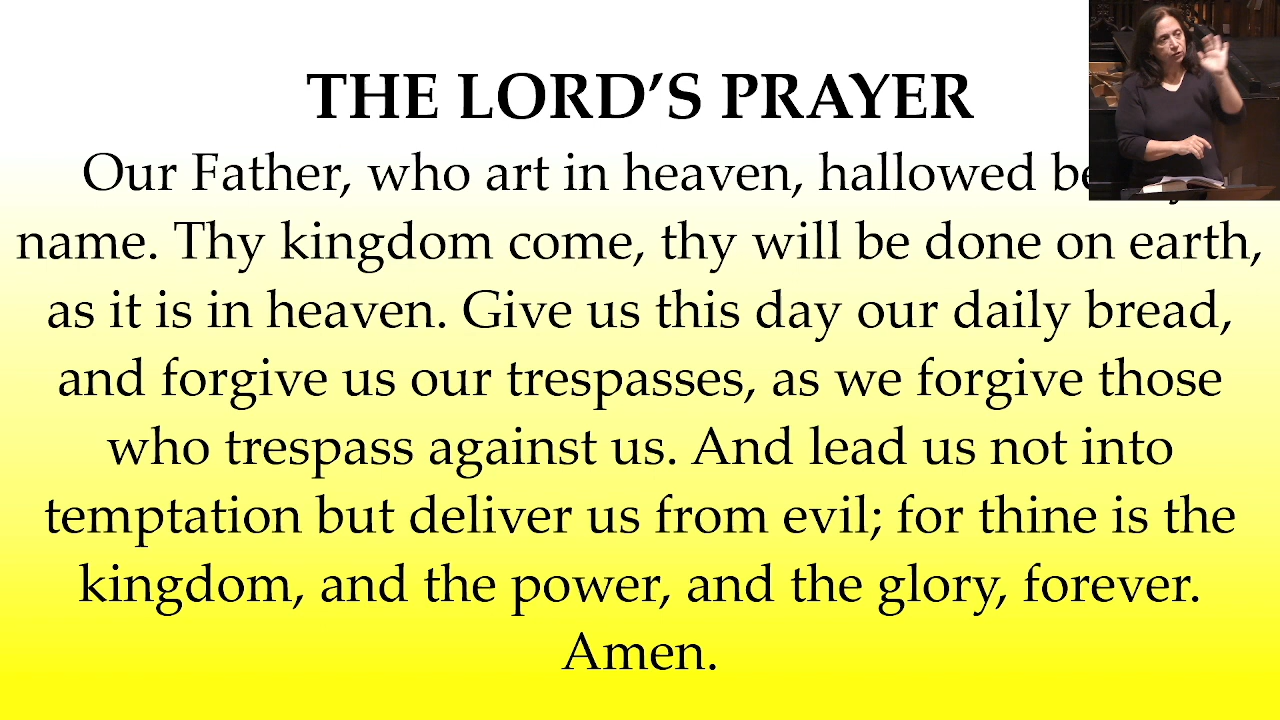 THE LORD’S PRAYER
Our Father, who art in heaven, hallowed be
name. Thy kingdom come, thy will be done on earth,
as it is in heaven. Give us this day our daily bread,
and forgive us our trespasses, as we forgive those
who trespass against us. And lead us not into
temptation but deliver us from evil; for thine is the
kingdom, and the power, and the glory, forever.
Amen.